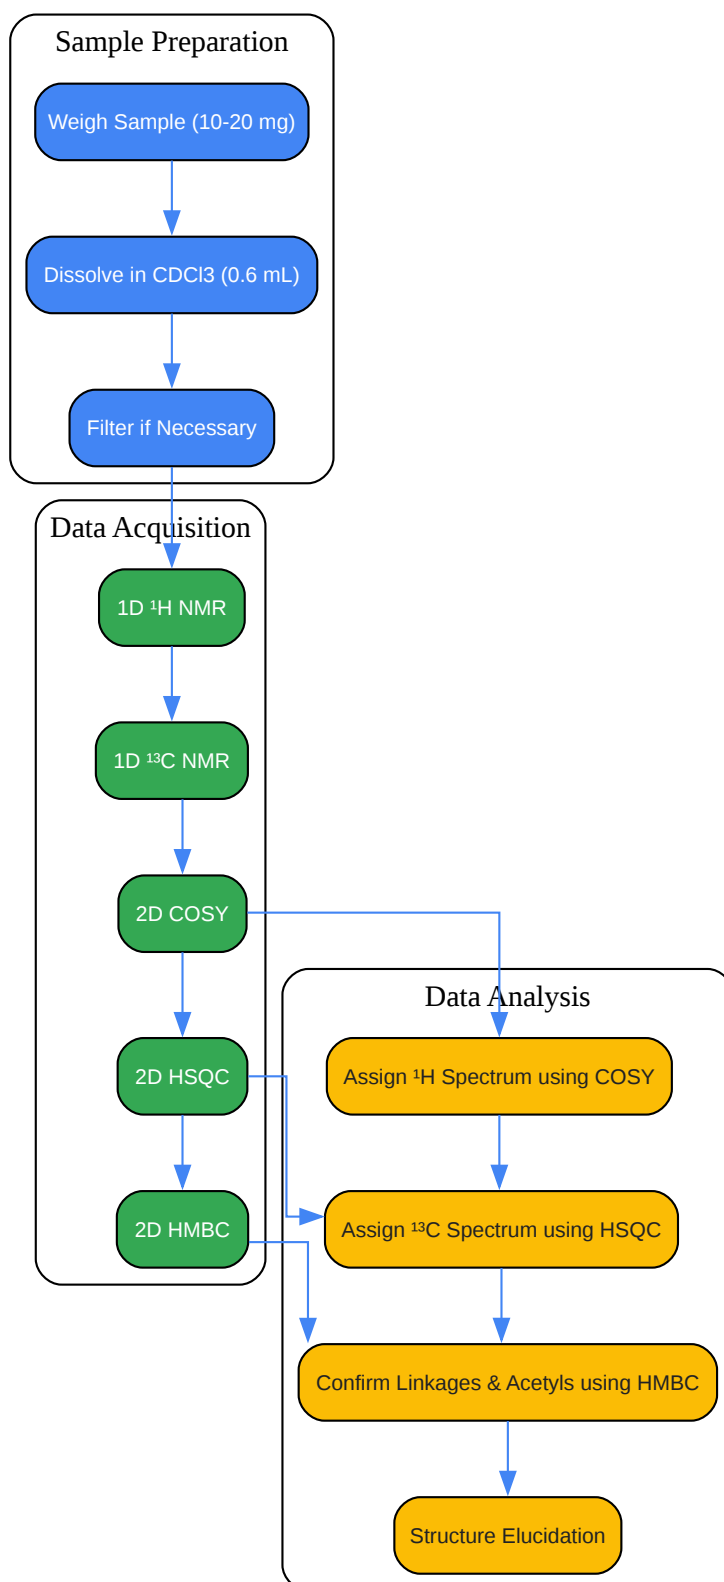 Sample Preparation
Weigh Sample (10-20 mg)
Dissolve in CDCl3 (0.6 mL)
Filter if Necessary
Data Acquisition
1D ¹H NMR
1D ¹³C NMR
2D COSY
2D HSQC
2D HMBC
Data Analysis
Assign ¹H Spectrum using COSY
Assign ¹³C Spectrum using HSQC
Confirm Linkages & Acetyls using HMBC
Structure Elucidation